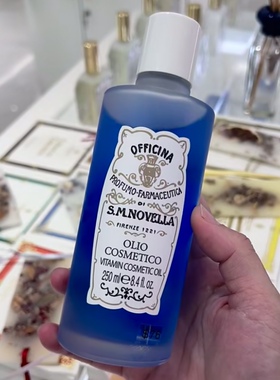 OFFICINA
PROFUMO-FARMACEUTICA
DI
S.M.NOVELLA
FIRENZE 1221
OLIO
COSMETICO
VITAMIN COSMETIC OIL
250 ml e 8.4 fl. oz.